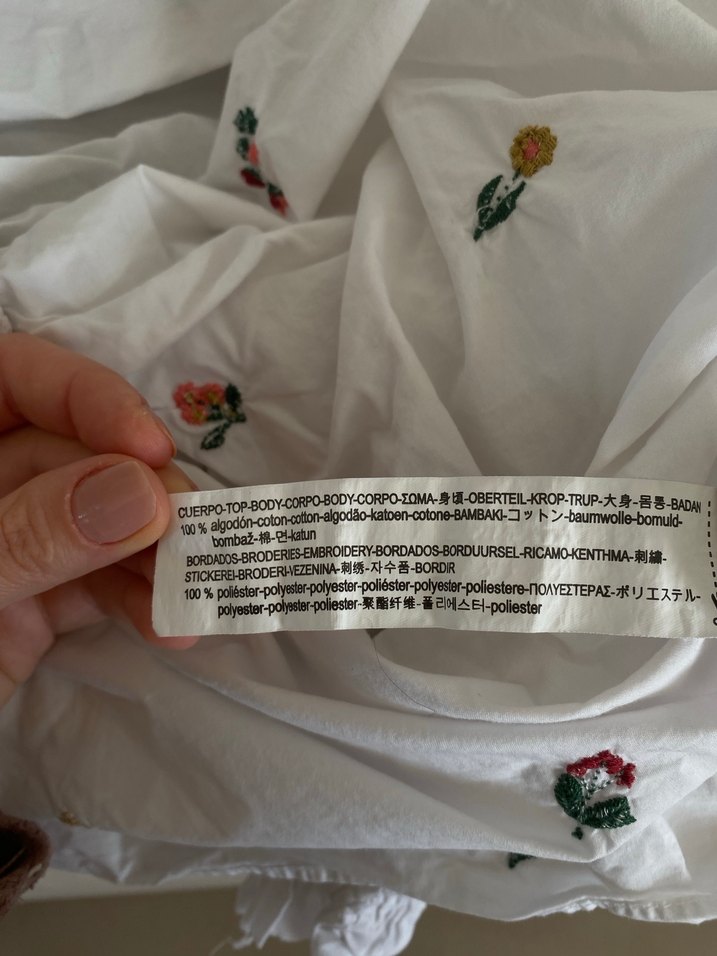 CUERPO-TOP-BODY-CORPO-BODY-CORPO-ΣΩΜΑ-身頃-OBERTEIL-KROP-TRUP-大身-몸통-BADAN
100 % algodón-coton-cotton-algodão-katoen-cotone-ΒΑΜΒΑΚΙ-コットン-baumwolle-bomuld-
bombaž-棉-면-katun
BORDADOS-BRODERIES-EMBROIDERY-BORDADOS-BORDUURSEL-RICAMO-ΚΕΝΤΗΜΑ-刺繍-
STICKEREI-BRODERI-VEZENINA-刺绣-자수품-BORDIR
100 % poliéster-polyester-polyester-poliéster-polyester-poliestere-ΠΟΛΥΕΣΤΕΡΑΣ-ポリエステル-
polyester-polyester-poliester-聚酯纤维-폴리에스터-poliester